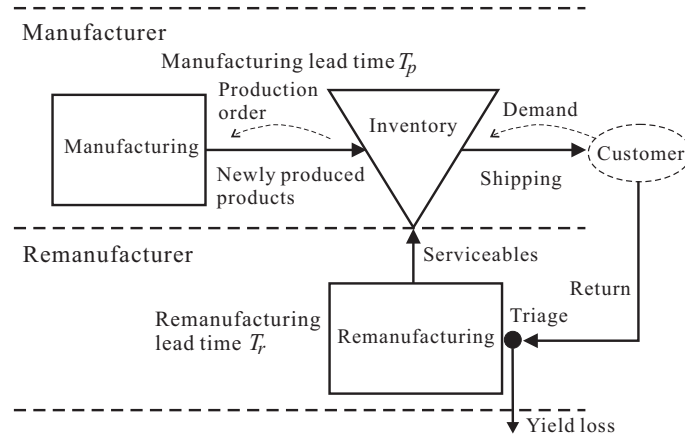 Manufacturer
Manufacturing lead time T_p
Production
order
Demand
Inventory
Manufacturing
Customer
Newly produced
products
Shipping
Remanufacturer
Serviceables
Return
Triage
Remanufacturing
lead time T_r
Remanufacturing
Yield loss